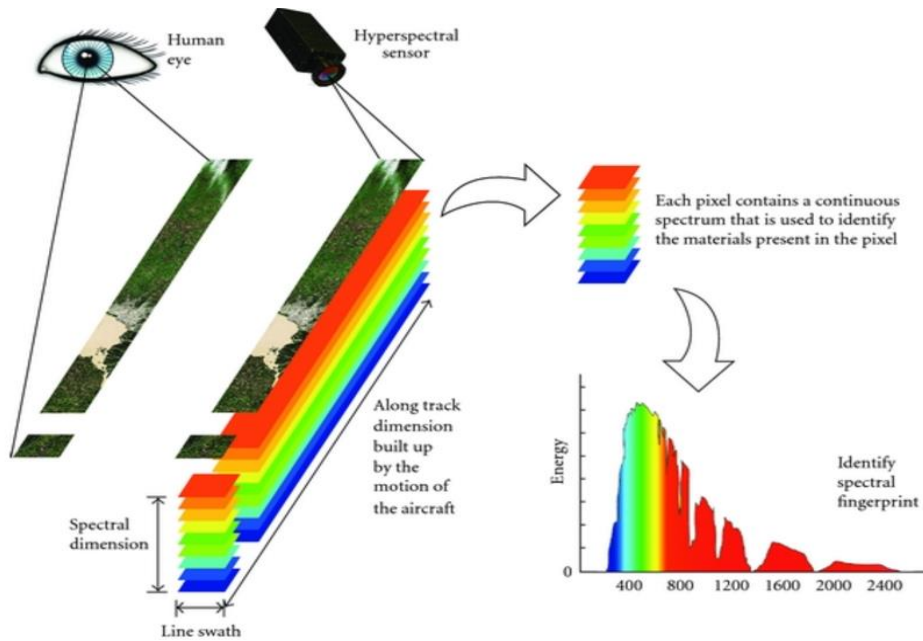 Human
eye
Hyperspectral
sensor
Each pixel contains a continuous
spectrum that is used to identify
the materials present in the pixel
Along track
dimension
built up
by the
motion of
the aircraft
Spectral
dimension
Line swath
Energy
0
400 800 1200 1600 2000 2400
Identify
spectral
fingerprint